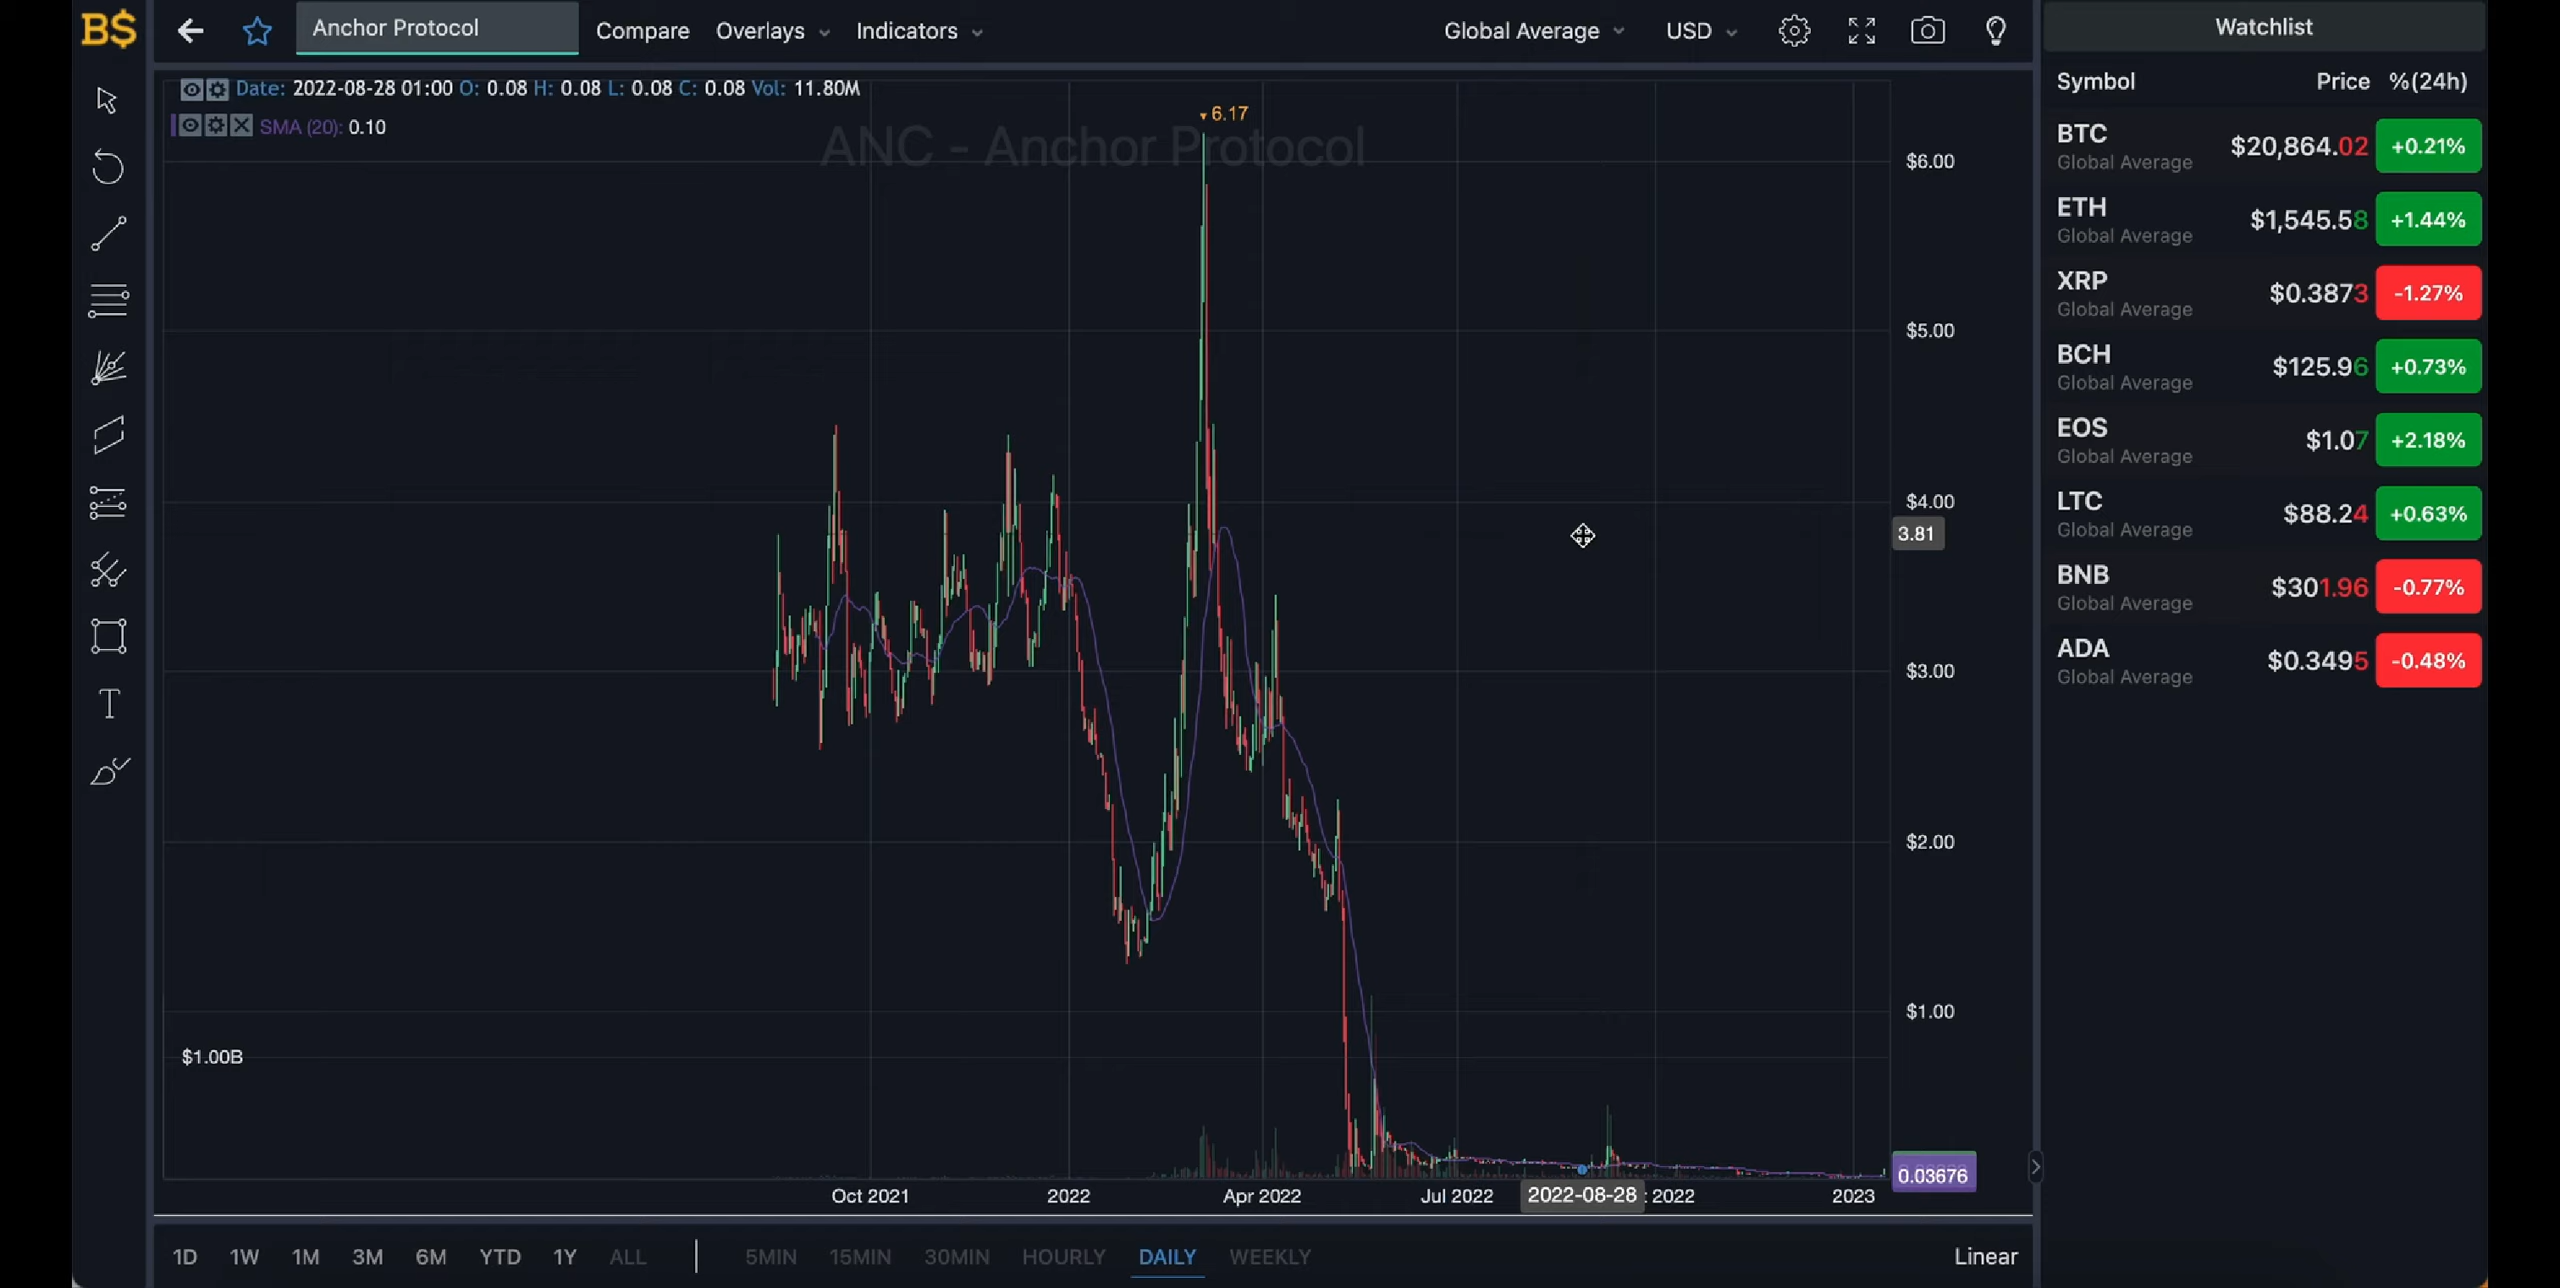 B$
Anchor Protocol Compare Overlays Indicators Global Average USD
Date: 2022-08-28 01:00 O: 0.08 H: 0.08 L: 0.08 C: 0.08 Vol: 11.80M
SMA (20): 0.10
6.17
ANC - Anchor Protocol
$6.00
$5.00
$4.00
3.81
$3.00
$2.00
$1.00
$1.00B
0.03676
Oct 2021 2022 Apr 2022 Jul 2022 2022-08-28 : 2022 2023
1D 1W 1M 3M 6M YTD 1Y ALL 5MIN 15MIN 30MIN HOURLY DAILY WEEKLY Linear
Watchlist
Symbol Price %(24h)
BTC $20,864.02 +0.21%
Global Average
ETH $1,545.58 +1.44%
Global Average
XRP $0.3873 -1.27%
Global Average
BCH $125.96 +0.73%
Global Average
EOS $1.07 +2.18%
Global Average
LTC $88.24 +0.63%
Global Average
BNB $301.96 -0.77%
Global Average
ADA $0.3495 -0.48%
Global Average